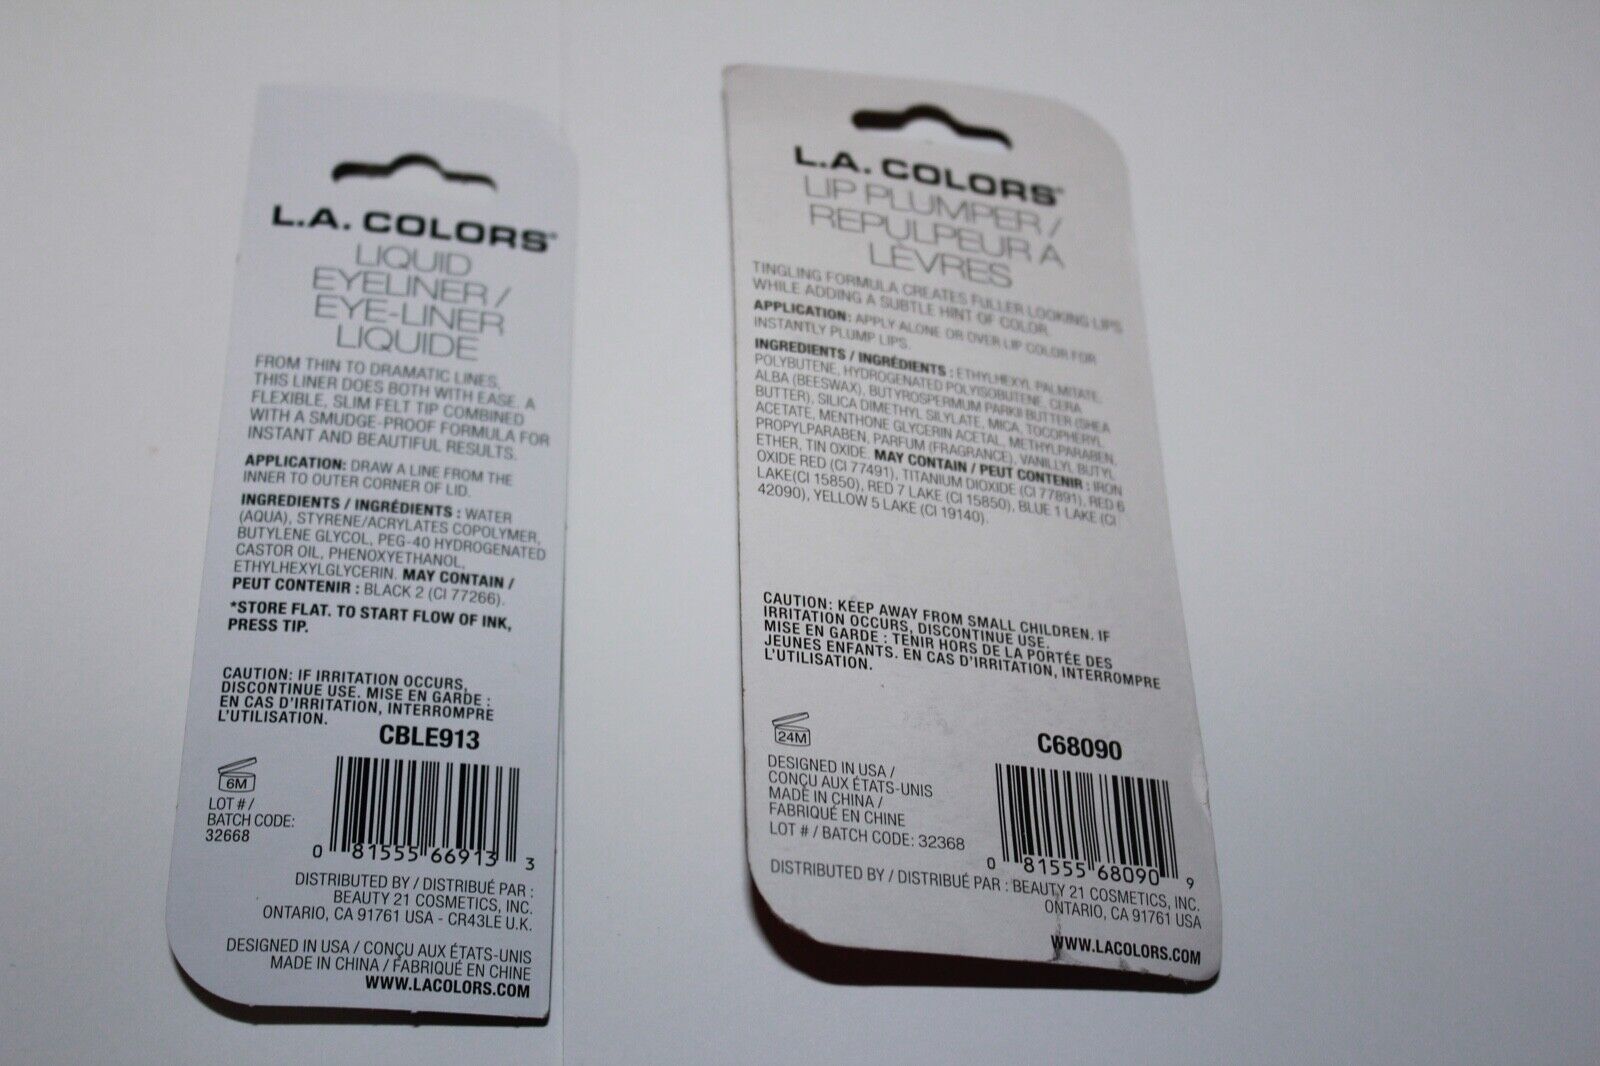 L.A. COLORS®
LIQUID
EYELINER /
EYE-LINER
LIQUIDE
FROM THIN TO DRAMATIC LINES,
THIS LINER DOES BOTH WITH EASE. A
FLEXIBLE, SLIM FELT TIP COMBINED
WITH A SMUDGE-PROOF FORMULA FOR
INSTANT AND BEAUTIFUL RESULTS.
APPLICATION: DRAW A LINE FROM THE
INNER TO OUTER CORNER OF LID.
INGREDIENTS / INGRÉDIENTS : WATER
(AQUA), STYRENE/ACRYLATES COPOLYMER,
BUTYLENE GLYCOL, PEG-40 HYDROGENATED
CASTOR OIL, PHENOXYETHANOL,
ETHYLHEXYLGLYCERIN. MAY CONTAIN /
PEUT CONTENIR : BLACK 2 (CI 77266).
*STORE FLAT. TO START FLOW OF INK,
PRESS TIP.
CAUTION: IF IRRITATION OCCURS,
DISCONTINUE USE. MISE EN GARDE :
EN CAS D'IRRITATION, INTERROMPRE
L'UTILISATION.
CBLE913
6M
LOT # /
BATCH CODE:
32668
0 81555 66913 3
DISTRIBUTED BY / DISTRIBUÉ PAR :
BEAUTY 21 COSMETICS, INC.
ONTARIO, CA 91761 USA - CR43LE U.K.
DESIGNED IN USA / CONÇU AUX ÉTATS-UNIS
MADE IN CHINA / FABRIQUÉ EN CHINE
WWW.LACOLORS.COM
L.A. COLORS®
LIP PLUMPER /
REPULPEUR A
LÈVRES
TINGLING FORMULA CREATES FULLER LOOKING LIPS
WHILE ADDING A SUBTLE HINT OF COLOR.
APPLICATION: APPLY ALONE OR OVER LIP COLOR FOR
INSTANTLY PLUMP LIPS.
INGREDIENTS / INGRÉDIENTS : ETHYLHEXYL PALMITATE,
POLYBUTENE, HYDROGENATED POLYISOBUTENE, CERA
ALBA (BEESWAX), BUTYROSPERMUM PARKII BUTTER (SHEA
BUTTER), SILICA DIMETHYL SILYLATE, MICA, TOCOPHERYL
ACETATE, MENTHONE GLYCERIN ACETAL, METHYLPARABEN,
PROPYLPARABEN, PARFUM (FRAGRANCE), VANILLYL BUTYL
ETHER, TIN OXIDE. MAY CONTAIN / PEUT CONTENIR : IRON
OXIDE RED (CI 77491), TITANIUM DIOXIDE (CI 77891), RED 6
LAKE(CI 15850), RED 7 LAKE (CI 15850), BLUE 1 LAKE (CI
42090), YELLOW 5 LAKE (CI 19140).
CAUTION: KEEP AWAY FROM SMALL CHILDREN. IF
IRRITATION OCCURS, DISCONTINUE USE.
MISE EN GARDE : TENIR HORS DE LA PORTÉE DES
JEUNES ENFANTS. EN CAS D'IRRITATION, INTERROMPRE
L'UTILISATION.
24M
C68090
DESIGNED IN USA /
CONÇU AUX ÉTATS-UNIS
MADE IN CHINA /
FABRIQUÉ EN CHINE
LOT # / BATCH CODE: 32368
0 81555 68090 9
DISTRIBUTED BY / DISTRIBUÉ PAR : BEAUTY 21 COSMETICS, INC.
ONTARIO, CA 91761 USA
WWW.LACOLORS.COM